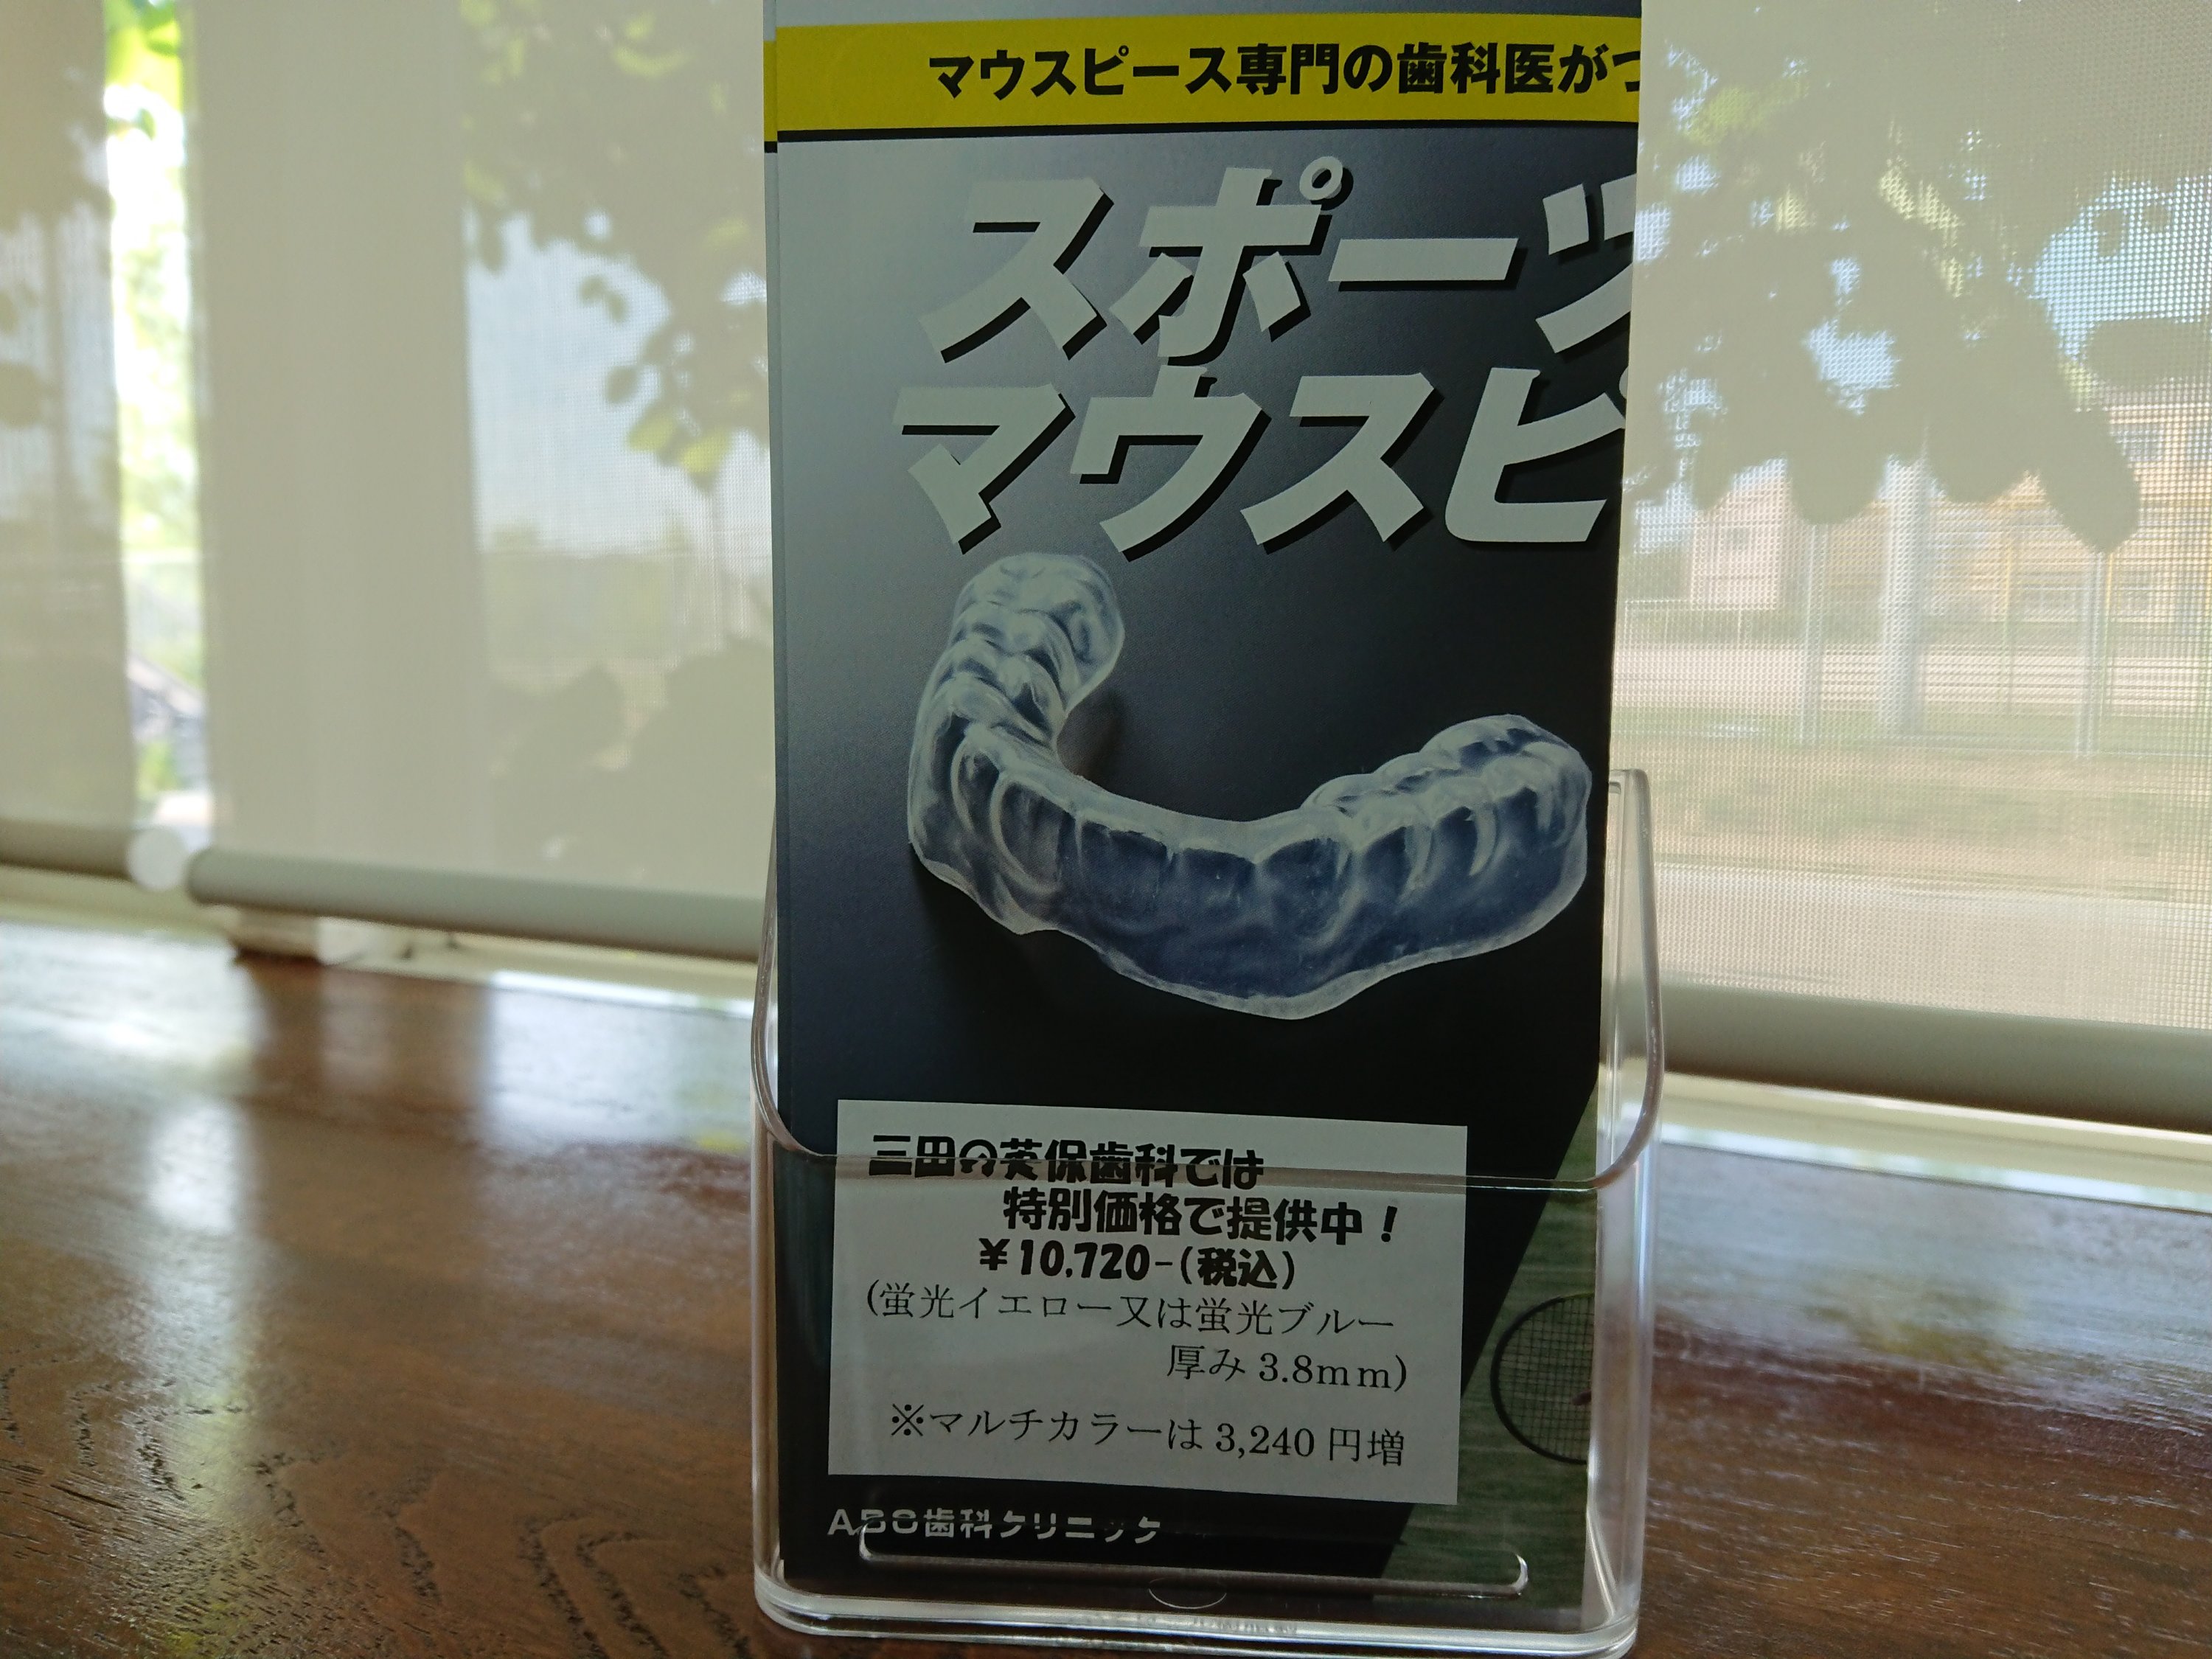 マウスピース専門の歯科医がつ
スポーツ
マウスピ
三田の英保歯科では
特別価格で提供中！
￥10,720-(税込)
(蛍光イエロー又は蛍光ブルー
厚み 3.8mm)
※マルチカラーは 3,240 円増
ABO歯科クリニック